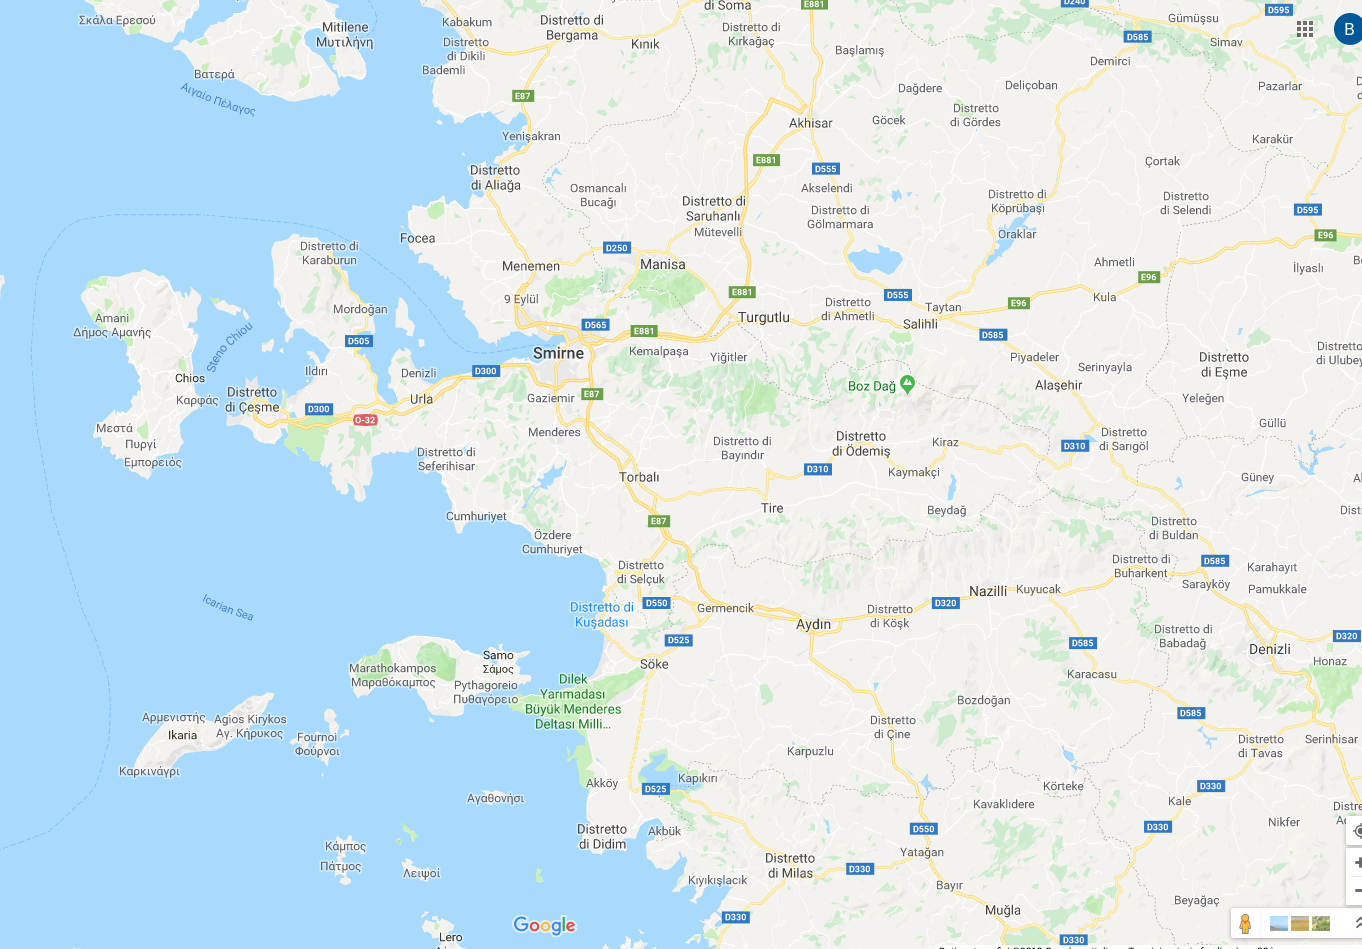 Σκάλα Ερεσού
Mitilene
Μυτιλήνη
Βατερά
Αιγαίο Πέλαγος
Kabakum
Distretto
di Dikili
Bademli
Distretto di
Bergama
Kınık
di Soma
E881
Distretto di
Kırkağaç
Başlamış
D240
D585
Gümüşsu
D595
Simav
B
Demirci
Pazarlar
E87
Dağdere
Deliçoban
Akhisar
Göcek
Distretto
di Gördes
Karakür
Yenişakran
E881
D555
Çortak
Distretto
di Aliağa
Osmancalı
Bucağı
Akselendi
Distretto di
Saruhanlı
Mütevelli
Distretto di
Gölmarmara
Distretto di
Köprübaşı
Oraklar
Distretto
di Selendi
D595
E96
Focea
D250
Distretto di
Karaburun
Menemen
Manisa
Ahmetli
İlyaslı
E96
9 Eylül
E881
D555
Kula
E96
Amani
Δήμος Αμανής
Mordoğan
Distretto
di Ahmetli
Taytan
Turgutlu
Salihli
D565
E881
D585
Steno Chiou
D505
Smirne
Kemalpaşa
Yiğitler
Piyadeler
Distretto
di Eşme
Distretto
di Ulubey
Chios
Ildırı
Denizli
D300
Serinyayla
Boz Dağ
Alaşehir
Καρφάς
Distretto
di Çeşme
Urla
Gaziemir
E87
Yeleğen
D300
O-32
Μεστά
Πυργί
Εμπορειός
Menderes
Distretto di
Bayındır
Distretto
di Ödemiş
Kiraz
D310
Distretto
di Sarıgöl
Güllü
Distretto di
Seferihisar
Torbalı
D310
Kaymakçı
Güney
Cumhuriyet
E87
Tire
Beydağ
Distretto
di Buldan
Özdere
Cumhuriyet
Distretto
di Selçuk
Distretto di
Buharkent
D585
Karahayıt
Icarian Sea
Distretto di
Kuşadası
D550
Germencik
Nazilli
Kuyucak
Sarayköy
Pamukkale
D320
Distretto
di Köşk
Aydın
D525
D585
Distretto di
Babadağ
D320
Denizli
Samo
Σάμος
Söke
Honaz
Marathokampos
Μαραθόκαμπος
Pythagoreio
Πυθαγόρειο
Dilek
Yarımadası
Büyük Menderes
Deltası Milli...
Karacasu
Bozdoğan
D585
Αρμενιστής
Agios Kirykos
Αγ. Κήρυκος
Ikaria
Fournoi
Φούρνοι
Distretto
di Çine
Distretto
di Tavas
Serinhisar
Καρκινάγρι
Karpuzlu
Kapıkırı
Akköy
D525
Körteke
D330
Αγαθονήσι
Kavaklıdere
Kale
Distretto
di Didim
Akbük
D550
D330
Nikfer
Κάμπος
Πάτμος
Λειψοί
Distretto
di Milas
D330
Yatağan
Kıyıkışlacık
Bayır
Beyağaç
Google
D330
Muğla
Lero
D330